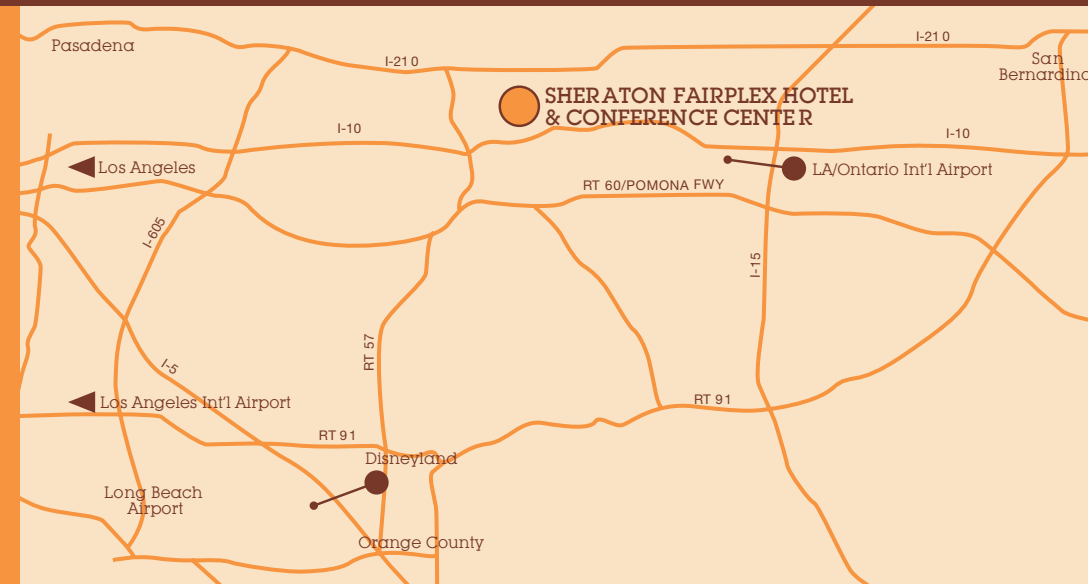 I-210
Pasadena
I-210
San
Bernardino
SHERATON FAIRPLEX HOTEL
& CONFERENCE CENTER
I-10
I-10
Los Angeles
LA/Ontario Int'l Airport
RT 60/POMONA FWY
I-605
I-15
RT 57
I-5
Los Angeles Int'l Airport
RT 91
RT 91
Disneyland
Long Beach
Airport
Orange County